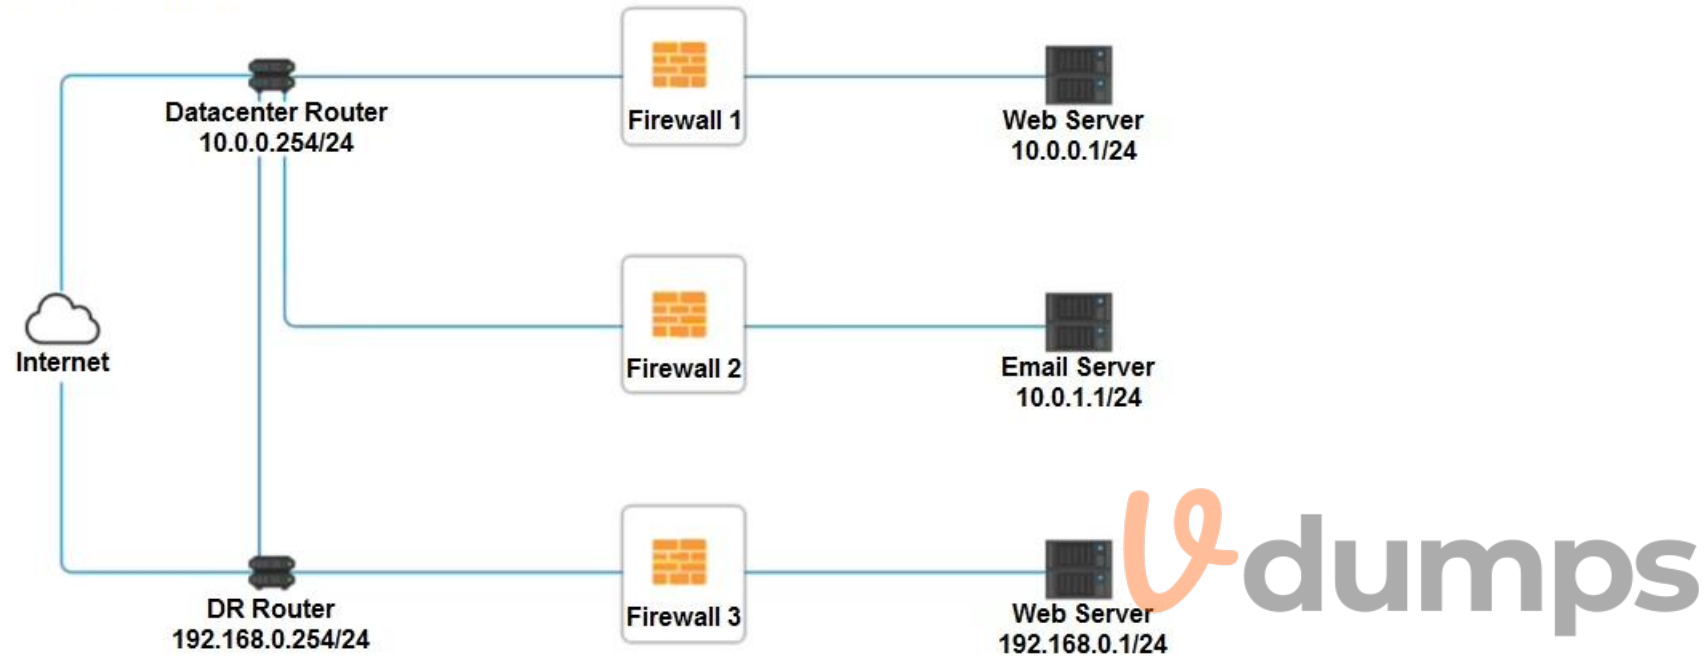 Datacenter Router
10.0.0.254/24
Firewall 1
Web Server
10.0.0.1/24
Internet
Firewall 2
Email Server
10.0.1.1/24
DR Router
192.168.0.254/24
Firewall 3
Web Server
192.168.0.1/24
Vdumps